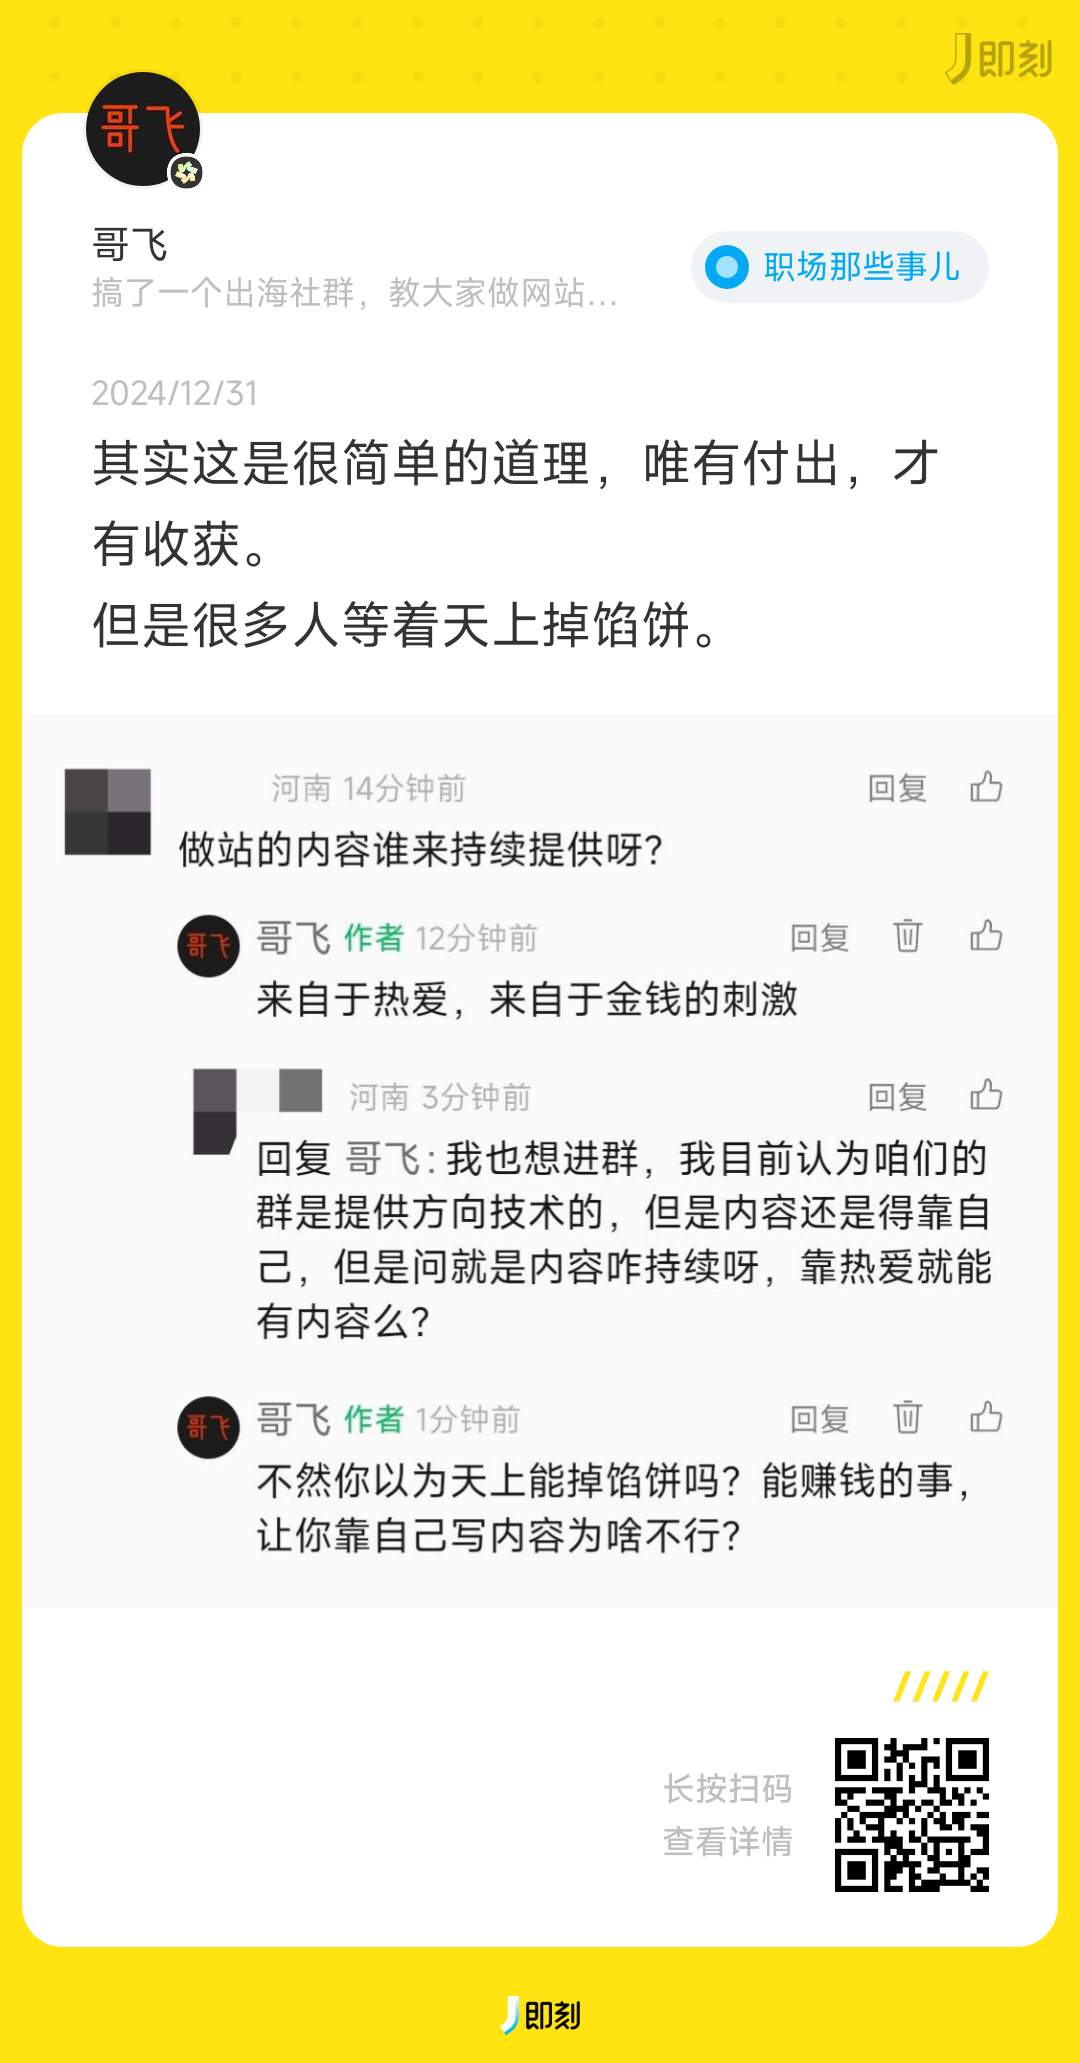 即刻
哥飞
哥飞
搞了一个出海社群，教大家做网站...
职场那些事儿
2024/12/31
其实这是很简单的道理，唯有付出，才
有收获。
但是很多人等着天上掉馅饼。
河南 14分钟前 回复
做站的内容谁来持续提供呀？
哥飞
哥飞 作者 12分钟前 回复
来自于热爱，来自于金钱的刺激
河南 3分钟前 回复
回复 哥飞：我也想进群，我目前认为咱们的
群是提供方向技术的，但是内容还是得靠自
己，但是问就是内容咋持续呀，靠热爱就能
有内容么？
哥飞
哥飞 作者 1分钟前 回复
不然你以为天上能掉馅饼吗？能赚钱的事，
让你靠自己写内容为啥不行？
长按扫码
查看详情
即刻